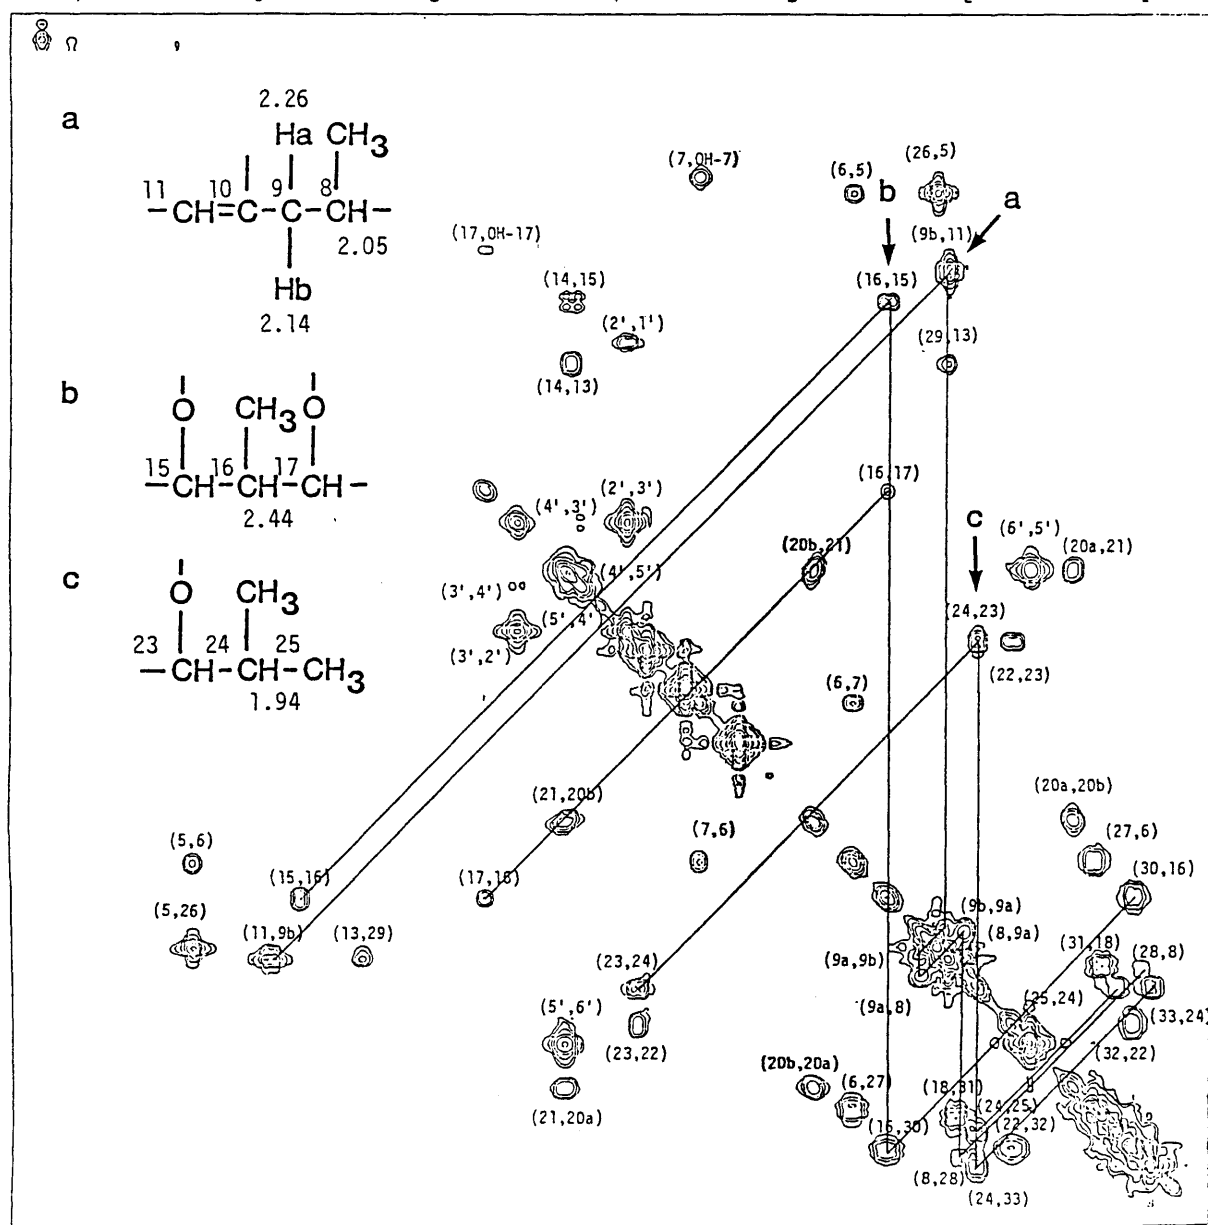 a
2.26
Ha CH3
11 10 9 8
-CH=C-C-CH-
2.05
Hb
2.14
b
O CH3 O
15 16 17
-CH-CH-CH-
2.44
c
O CH3
23 24 25
-CH-CH-CH3
1.94
(7,OH-7)
(6,5)
(26,5)
b
a
(17,OH-17)
(9b,11)
(14,15)
(16,15)
(2',1')
(29,13)
(14,13)
(16,17)
(4',3')
(2',3')
c
(20b,21)
(6',5')
(20a,21)
(4',5')
(3',4')
(5',4')
(24,23)
(3',2')
(22,23)
(6,7)
(21,20b)
(20a,20b)
(5,6)
(7,6)
(27,6)
(15,16)
(17,16)
(30,16)
(5,26)
(11,9b)
(13,29)
(9b,9a)
(8,9a)
(31,18)
(28,8)
(9a,9b)
(23,24)
(9a,8)
(25,24)
(33,24)
(5',6')
(23,22)
(32,22)
(20b,20a)
(6,27)
(18,31)
(24,25)
(21,20a)
(16,30)
(22,32)
(8,28)
(24,33)